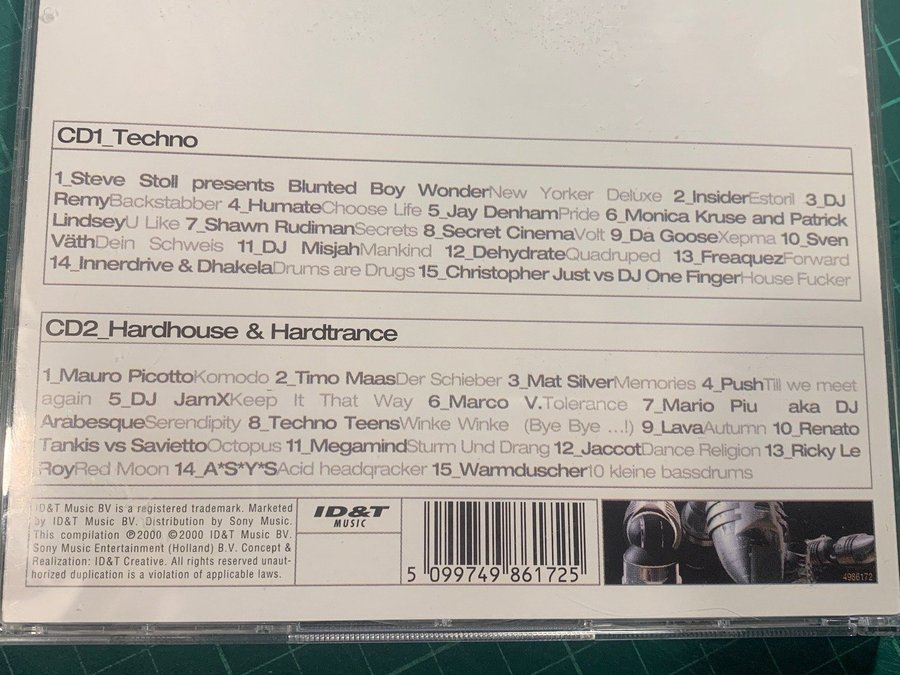 CD1_Techno
1_Steve Stoll presents Blunted Boy WonderNew Yorker Deluxe 2_InsiderEstoril 3_DJ
RemyBackstabber 4_HumateChoose Life 5_Jay DenhamPride 6_Monica Kruse and Patrick
LindseyU Like 7_Shawn RudimanSecrets 8_Secret CinemaVolt 9_Da GooseXepma 10_Sven
VäthDein Schweis 11_DJ MisjahMankind 12_DehydrateQuadruped 13_FreaquezForward
14_Innerdrive & DhakelaDrums are Drugs 15_Christopher Just vs DJ One FingerHouse Fucker
CD2_Hardhouse & Hardtrance
1_Mauro PicottoKomodo 2_Timo MaasDer Schieber 3_Mat SilverMemories 4_PushTill we meet
again 5_DJ JamXKeep It That Way 6_Marco V.Tolerance 7_Mario Piu aka DJ
ArabesqueSerendipity 8_Techno TeensWinke Winke (Bye Bye ...!) 9_LavaAutumn 10_Renato
Tankis vs SaviettoOctopus 11_MegamindSturm Und Drang 12_JaccotDance Religion 13_Ricky Le
RoyRed Moon 14_A*S*Y*SAcid headqracker 15_Warmduscher10 kleine bassdrums
ID&T Music BV is a registered trademark. Marketed
by ID&T Music BV. Distribution by Sony Music.
This compilation ℗2000 ©2000 ID&T Music BV.
Sony Music Entertainment (Holland) B.V. Concept &
Realization: ID&T Creative. All rights reserved unaut-
horized duplication is a violation of applicable laws.
ID&T
MUSIC
5 099749 861725
4986172